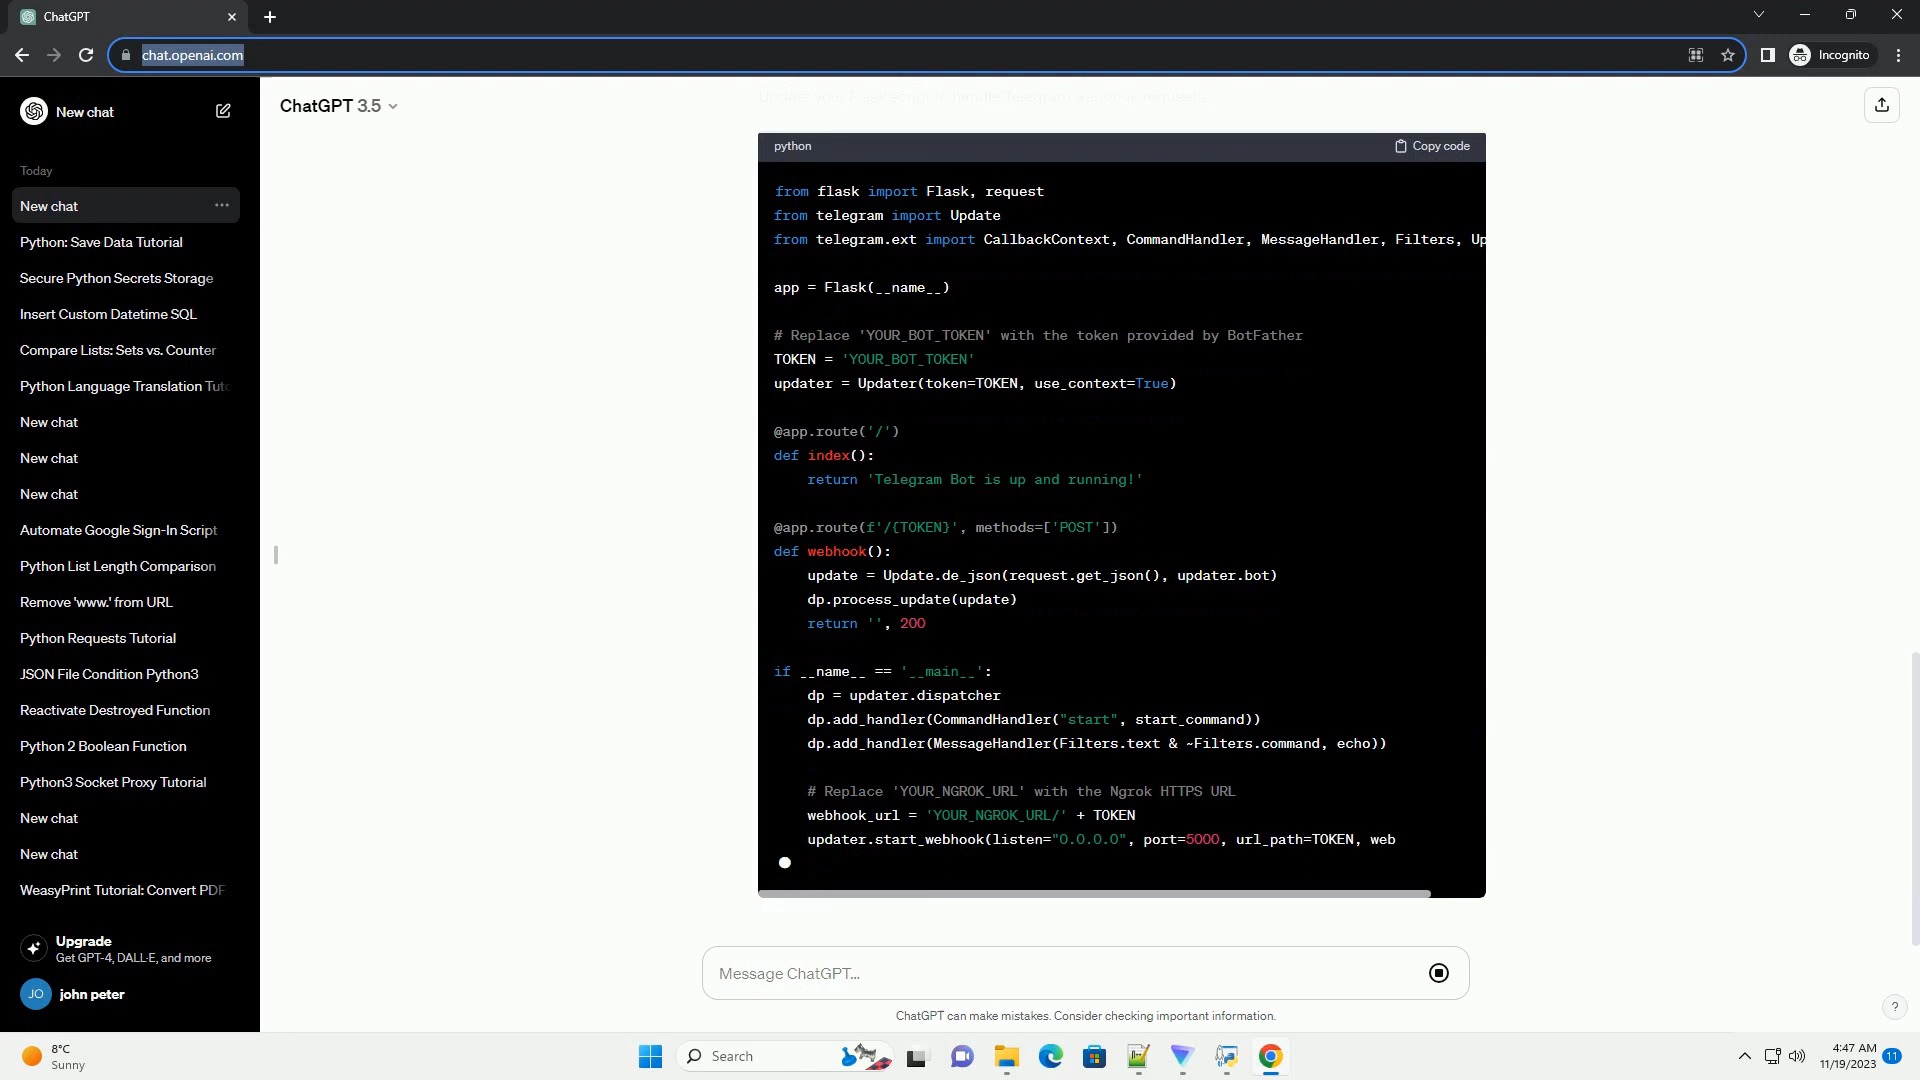 ChatGPT
chat.openai.com
Incognito
New chat
ChatGPT 3.5
Today
New chat
Python: Save Data Tutorial
Secure Python Secrets Storage
Insert Custom Datetime SQL
Compare Lists: Sets vs. Counter
Python Language Translation Tuto
New chat
New chat
New chat
Automate Google Sign-In Script
Python List Length Comparison
Remove 'www.' from URL
Python Requests Tutorial
JSON File Condition Python3
Reactivate Destroyed Function
Python 2 Boolean Function
Python3 Socket Proxy Tutorial
New chat
New chat
WeasyPrint Tutorial: Convert PDF
Upgrade
Get GPT-4, DALL·E, and more
JO john peter
python
Copy code
from flask import Flask, request
from telegram import Update
from telegram.ext import CallbackContext, CommandHandler, MessageHandler, Filters, Up
app = Flask(__name__)
# Replace 'YOUR_BOT_TOKEN' with the token provided by BotFather
TOKEN = 'YOUR_BOT_TOKEN'
updater = Updater(token=TOKEN, use_context=True)
@app.route('/')
def index():
return 'Telegram Bot is up and running!'
@app.route(f'/{TOKEN}', methods=['POST'])
def webhook():
update = Update.de_json(request.get_json(), updater.bot)
dp.process_update(update)
return '', 200
if __name__ == '__main__':
dp = updater.dispatcher
dp.add_handler(CommandHandler("start", start_command))
dp.add_handler(MessageHandler(Filters.text & ~Filters.command, echo))
# Replace 'YOUR_NGROK_URL' with the Ngrok HTTPS URL
webhook_url = 'YOUR_NGROK_URL/' + TOKEN
updater.start_webhook(listen="0.0.0.0", port=5000, url_path=TOKEN, web
Message ChatGPT...
ChatGPT can make mistakes. Consider checking important information.
?
8°C
Sunny
Search
4:47 AM
11/19/2023
11